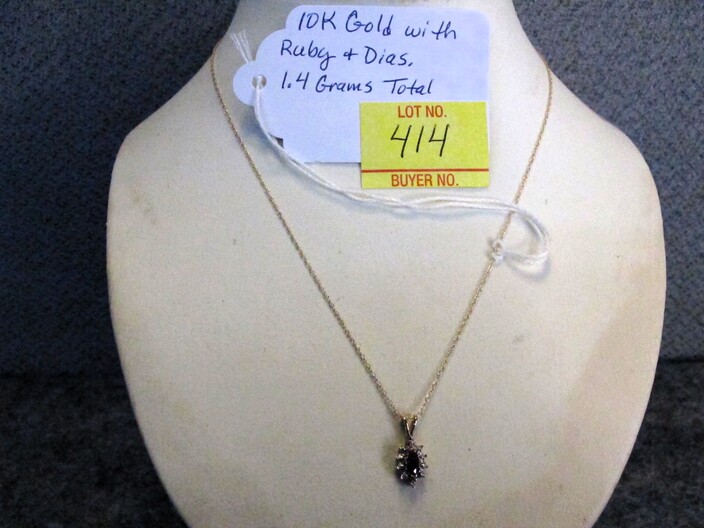 10K Gold with
Ruby + Dias.
1.4 Grams Total
LOT NO.
414
BUYER NO.